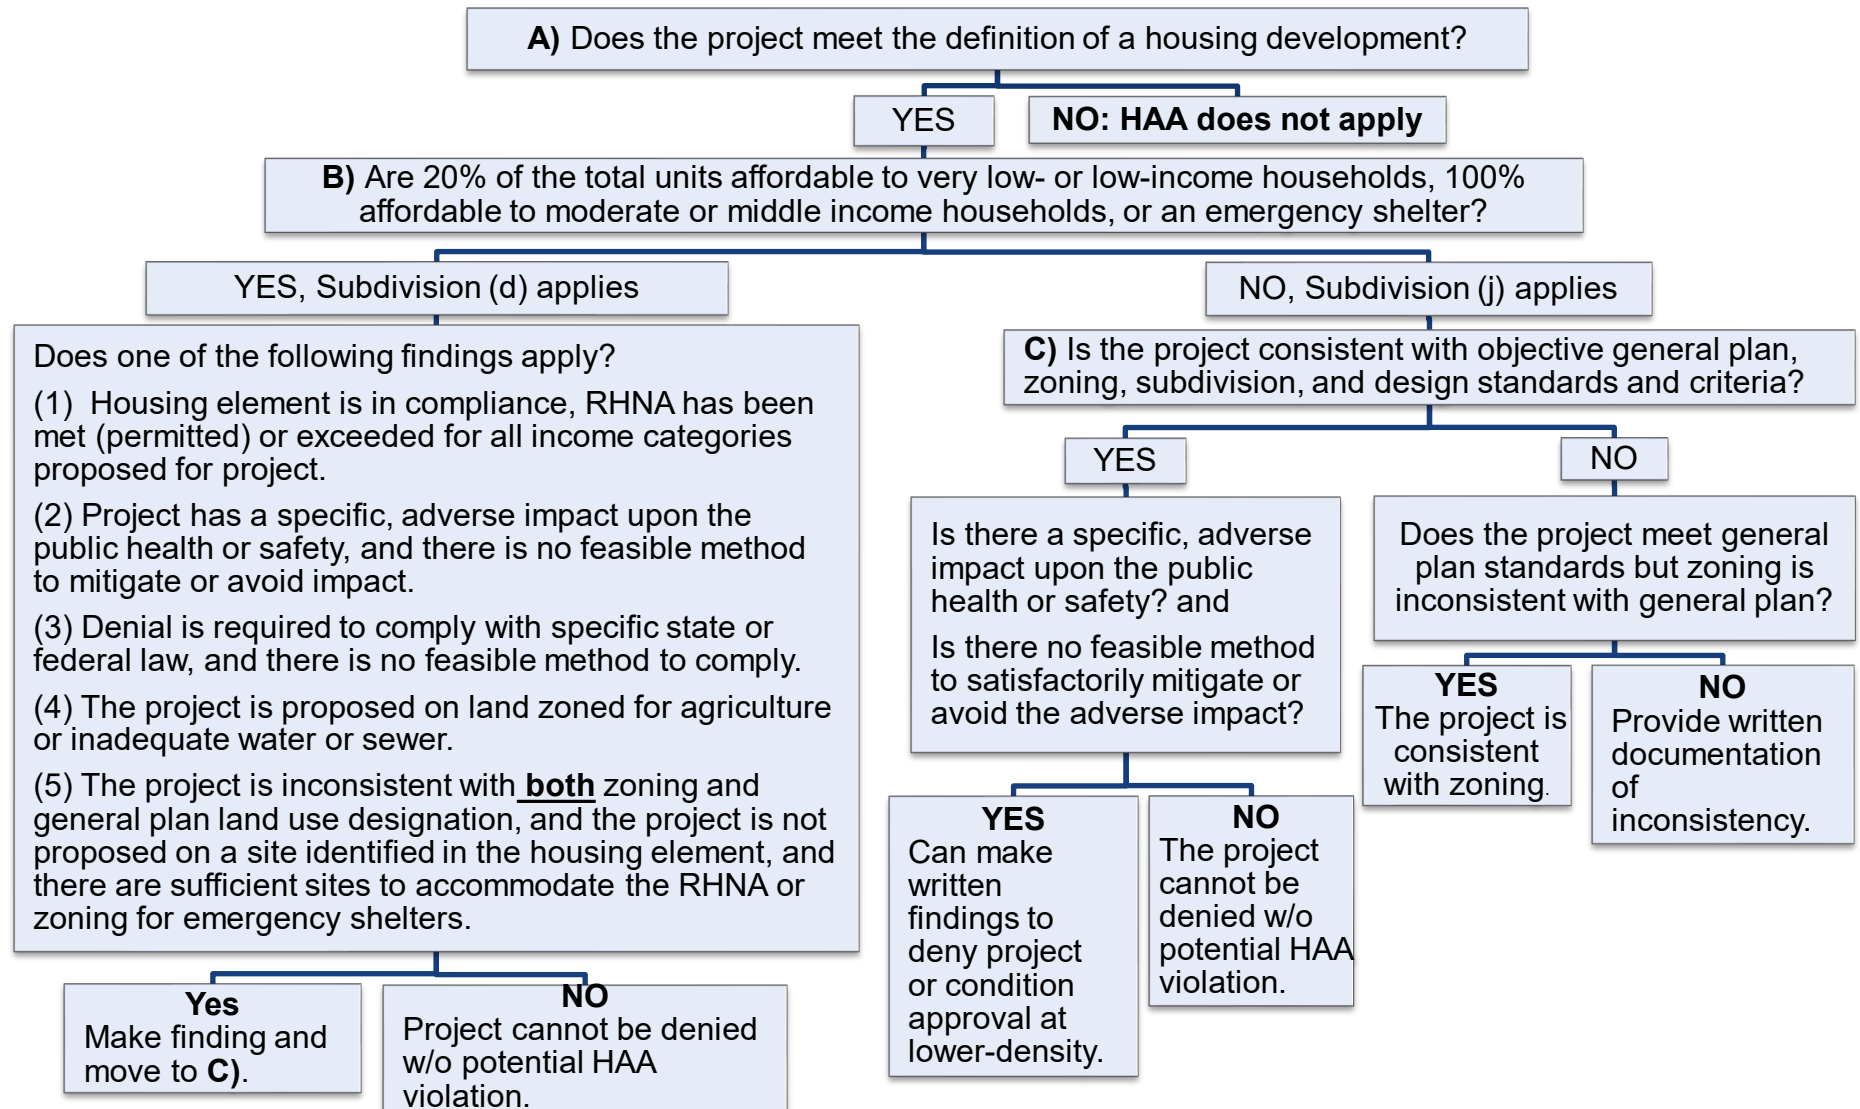 A) Does the project meet the definition of a housing development?
YES
NO: HAA does not apply
B) Are 20% of the total units affordable to very low- or low-income households, 100%
affordable to moderate or middle income households, or an emergency shelter?
YES, Subdivision (d) applies
Does one of the following findings apply?
(1) Housing element is in compliance, RHNA has been
met (permitted) or exceeded for all income categories
proposed for project.
(2) Project has a specific, adverse impact upon the
public health or safety, and there is no feasible method
to mitigate or avoid impact.
(3) Denial is required to comply with specific state or
federal law, and there is no feasible method to comply.
(4) The project is proposed on land zoned for agriculture
or inadequate water or sewer.
(5) The project is inconsistent with both zoning and
general plan land use designation, and the project is not
proposed on a site identified in the housing element, and
there are sufficient sites to accommodate the RHNA or
zoning for emergency shelters.
Yes
Make finding and
move to C).
NO
Project cannot be denied
w/o potential HAA
violation.
NO, Subdivision (j) applies
C) Is the project consistent with objective general plan,
zoning, subdivision, and design standards and criteria?
YES
Is there a specific, adverse
impact upon the public
health or safety? and
Is there no feasible method
to satisfactorily mitigate or
avoid the adverse impact?
YES
Can make
written
findings to
deny project
or condition
approval at
lower-density.
NO
The project
cannot be
denied w/o
potential HAA
violation.
NO
Does the project meet general
plan standards but zoning is
inconsistent with general plan?
YES
The project is
consistent
with zoning.
NO
Provide written
documentation
of
inconsistency.